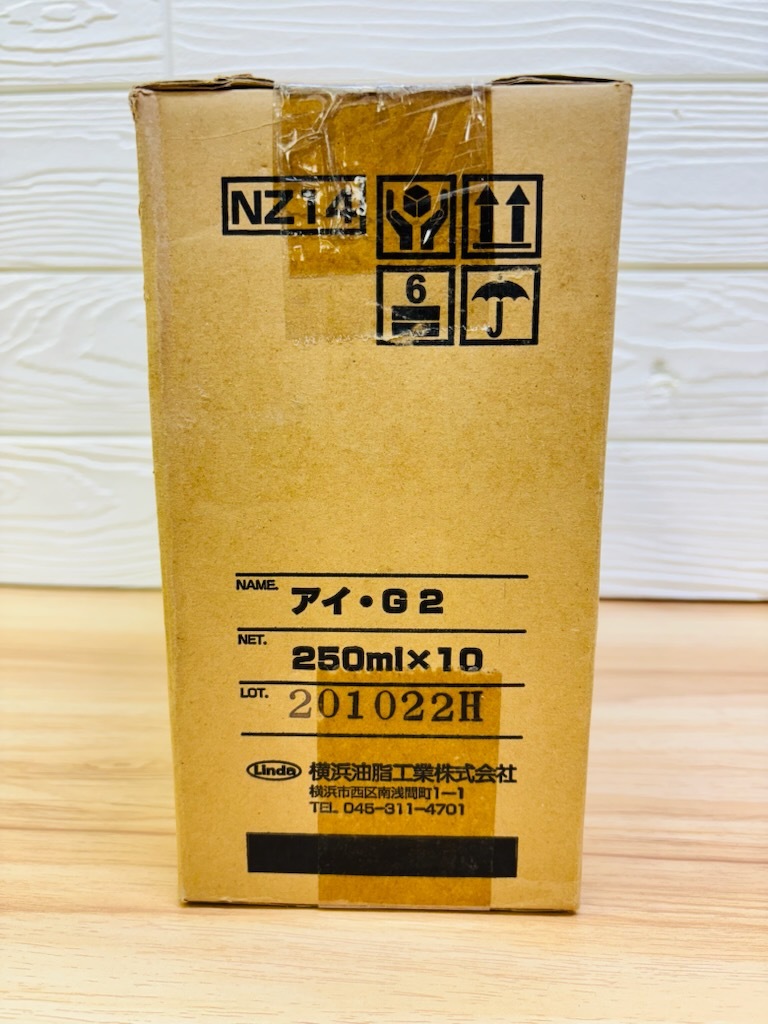 NZ14
6
NAME. アイ・G2
NET. 250ml×10
LOT. 201022H
Linda 横浜油脂工業株式会社
横浜市西区南浅間町1-1
TEL. 045-311-4701